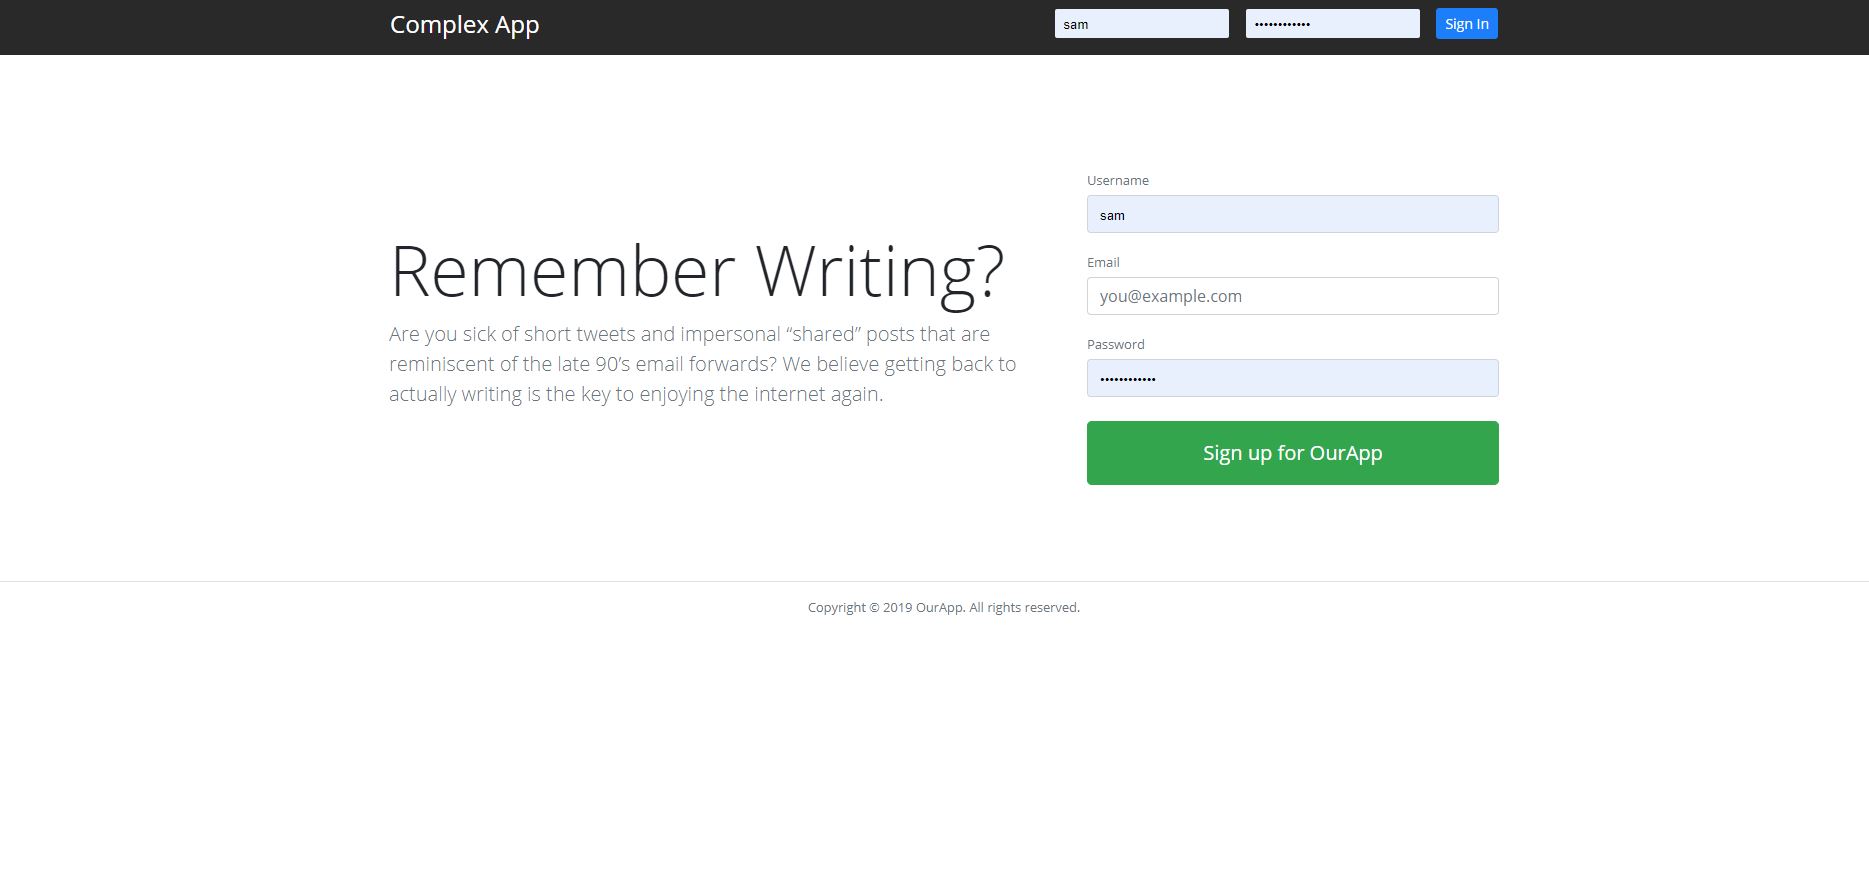 Complex App
sam
••••••••••••
Sign In
Remember Writing?
Are you sick of short tweets and impersonal “shared” posts that are
reminiscent of the late 90’s email forwards? We believe getting back to
actually writing is the key to enjoying the internet again.
Username
sam
Email
you@example.com
Password
••••••••••••
Sign up for OurApp
Copyright © 2019 OurApp. All rights reserved.